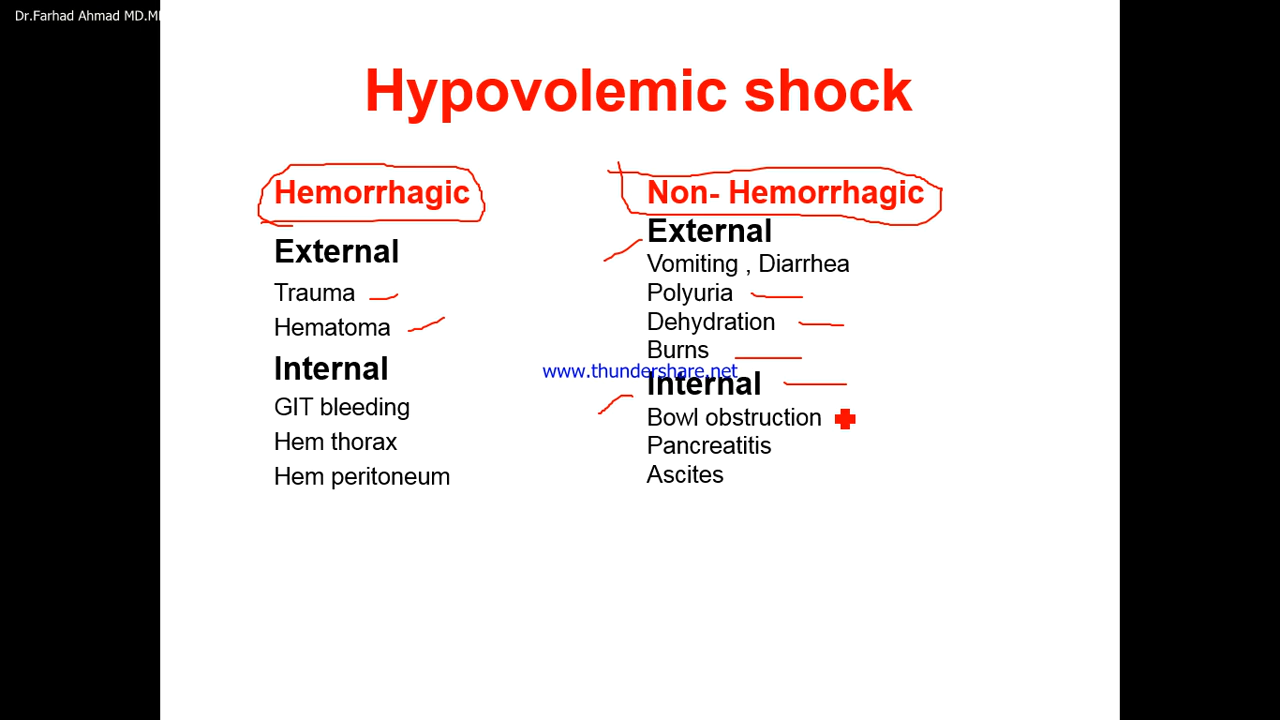 Dr.Farhad Ahmad MD.
Hypovolemic shock
Hemorrhagic
External
Trauma
Hematoma
Internal
GIT bleeding
Hem thorax
Hem peritoneum
Non- Hemorrhagic
External
Vomiting , Diarrhea
Polyuria
Dehydration
Burns
www.thundershare.net
Internal
Bowl obstruction
Pancreatitis
Ascites